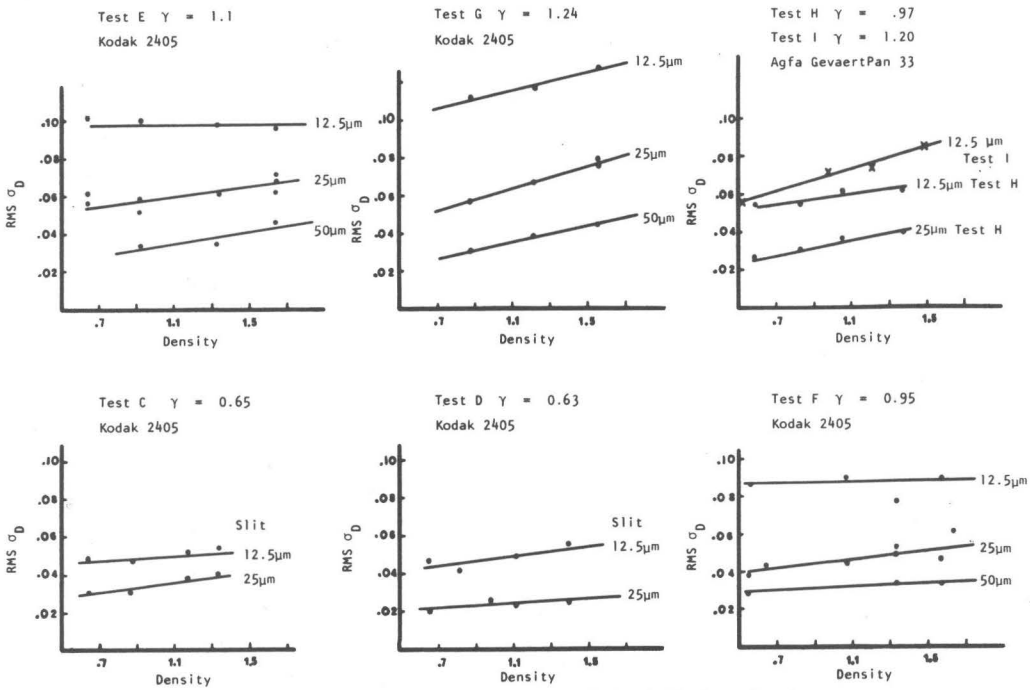 Test E γ = 1.1
Kodak 2405
.10
.08
.06
.04
.02
RMS σD
12.5μm
25μm
50μm
.7
1.1
1.5
Density
Test G γ = 1.24
Kodak 2405
.10
.08
.06
.04
.02
RMS σD
12.5μm
25μm
50μm
.7
1.1
1.5
Density
Test H γ = .97
Test I γ = 1.20
Agfa GevaertPan 33
.10
.08
.06
.04
.02
RMS σD
12.5 μm
Test I
12.5μm Test H
25μm Test H
.7
1.1
1.5
Density
Test C γ = 0.65
Kodak 2405
.10
.08
.06
.04
.02
RMS σD
Slit
12.5μm
25μm
.7
1.1
1.5
Density
Test D γ = 0.63
Kodak 2405
.10
.08
.06
.04
.02
RMS σD
Slit
12.5μm
25μm
.7
1.1
1.5
Density
Test F γ = 0.95
Kodak 2405
.10
.08
.06
.04
.02
RMS σD
12.5μm
25μm
50μm
.7
1.1
1.5
Density